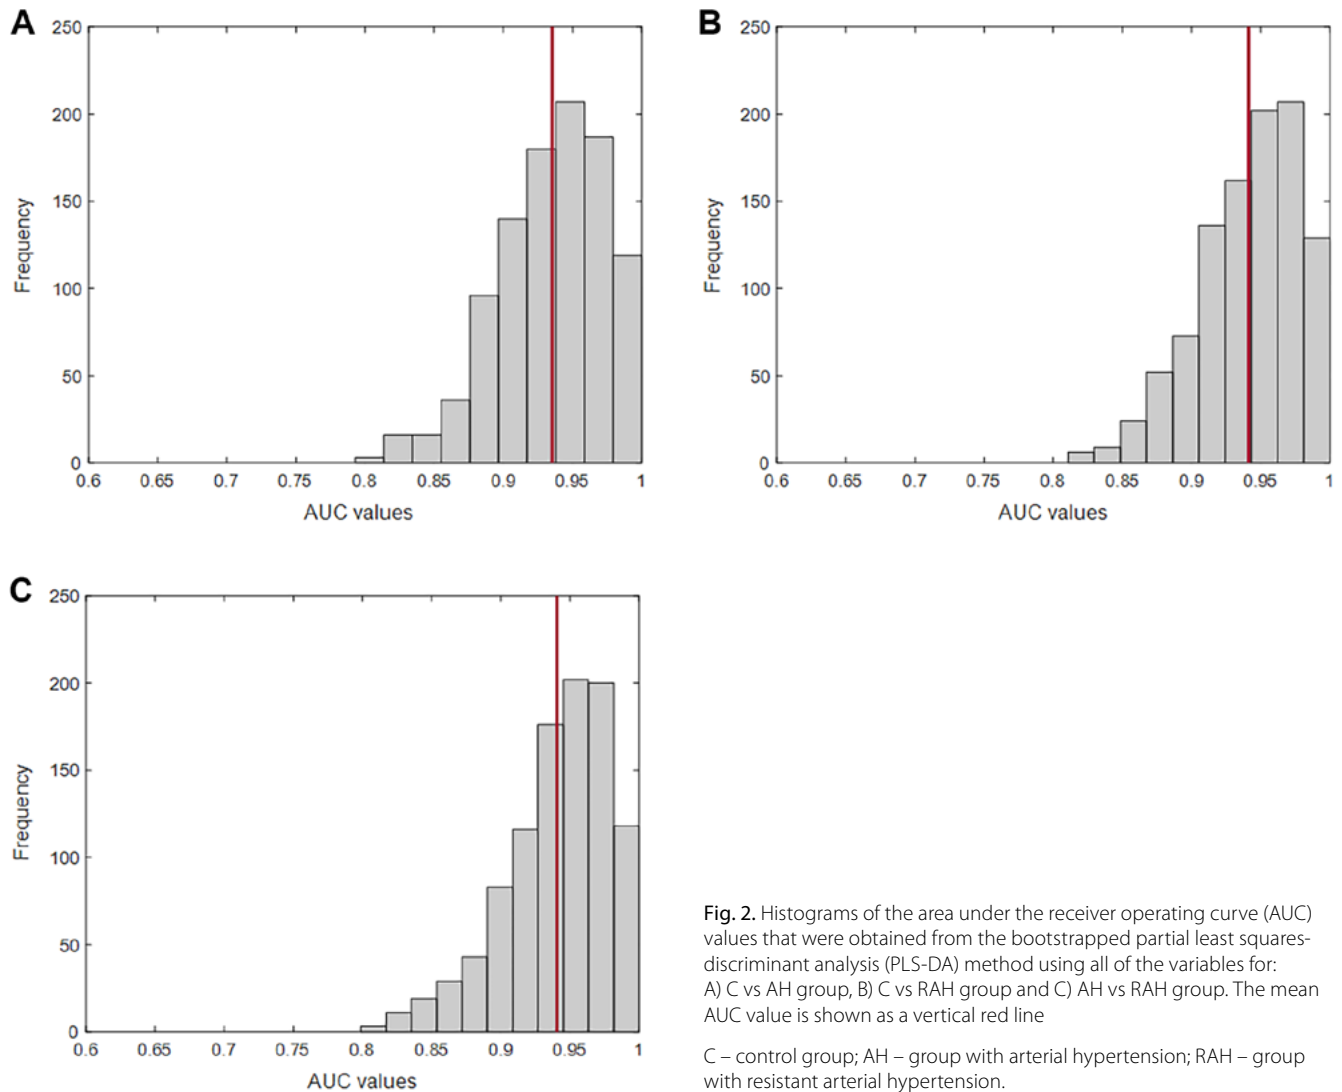 A
250
200
150
100
50
0
Frequency
0.6 0.65 0.7 0.75 0.8 0.85 0.9 0.95 1
AUC values
B
250
200
150
100
50
0
Frequency
0.6 0.65 0.7 0.75 0.8 0.85 0.9 0.95 1
AUC values
C
250
200
150
100
50
0
Frequency
0.6 0.65 0.7 0.75 0.8 0.85 0.9 0.95 1
AUC values
Fig. 2. Histograms of the area under the receiver operating curve (AUC)
values that were obtained from the bootstrapped partial least squares-
discriminant analysis (PLS-DA) method using all of the variables for:
A) C vs AH group, B) C vs RAH group and C) AH vs RAH group. The mean
AUC value is shown as a vertical red line
C – control group; AH – group with arterial hypertension; RAH – group
with resistant arterial hypertension.